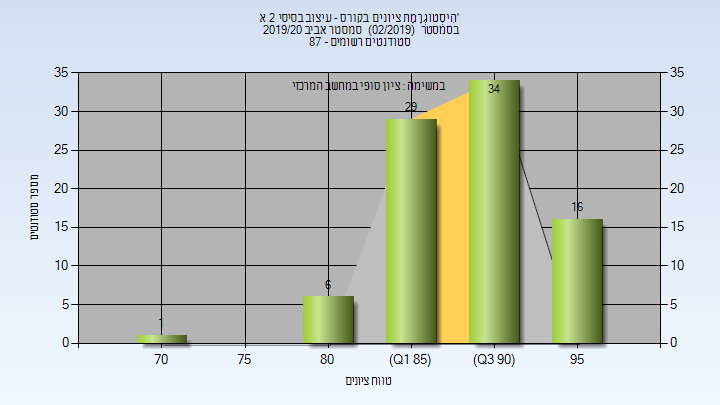 היסטוגרמת ציונים בקורס - עיצוב בסיסי 2 א'
בסמסטר (02/2019) סמסטר אביב 2019/20
סטודנטים רשומים - 87
במשימה : ציון סופי במחשב המרכזי
35 35
30 30
25 25
20 20
15 15
10 10
5 5
0 0
1 6 29 34 16
מספר סטודנטים
70 75 80 (Q1 85) (Q3 90) 95
טווח ציונים